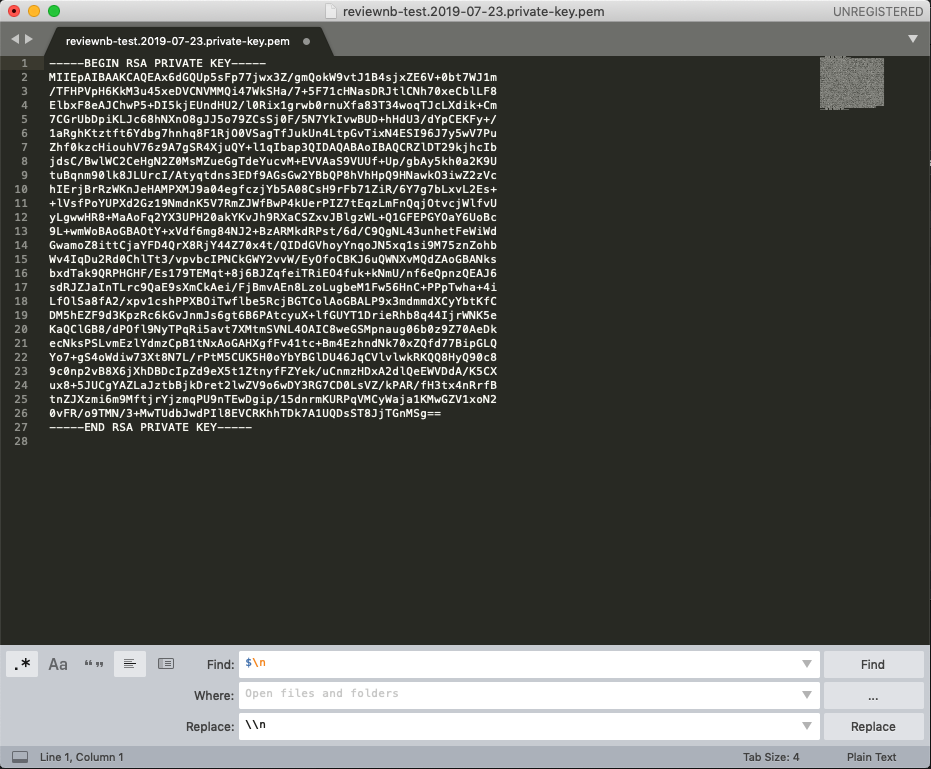 reviewnb-test.2019-07-23.private-key.pem
UNREGISTERED
reviewnb-test.2019-07-23.private-key.pem
1 -----BEGIN RSA PRIVATE KEY-----
2 MIIEpAIBAAKCAQEAx6dGQUp5sFp77jwx3Z/gmQokW9vtJ1B4sjxZE6V+0bt7WJ1m
3 /TFHPVpH6KkM3u45xeDVCNVMMQi47WkSHa/7+5F71cHNasDRJtlCNh70xeCblLF8
4 ElbxF8eAJChwP5+DI5kjEUndHU2/l0Rix1grwb0rnuXfa83T34woqTJcLXdik+Cm
5 7CGrUbDpiKLJc68hNXnO8gJJ5o79ZCsSj0F/5N7YkIvwBUD+hHdU3/dYpCEKFy+/
6 1aRghKtztft6Ydbg7hnhq8F1RjO0VSagTfJukUn4LtpGvTixN4ESI96J7y5wV7Pu
7 Zhf0kzcHiouhV76z9A7gSR4XjuQY+l1qIbap3QIDAQABAoIBAQCRZlDT29kjhcIb
8 jdsC/BwlWC2CeHgN2Z0MsMZueGgTdeYucvM+EVVAaS9VUUf+Up/gbAy5kh0a2K9U
9 tuBqnm90lk8JLUrcI/Atyqtdns3EDf9AGsGw2YBbQP8hVhHpQ9HNawkO3iwZ2zVc
10 hIErjBrRzWKnJeHAMPXMJ9a04egfczjYb5A08CsH9rFb71ZiR/6Y7g7bLxvL2Es+
11 +lVsfPoYUPXd2Gz19NmdnK5V7RmZJWfBwP4kUerPIZ7tEqzLmFnQqjOtvcjWlfvU
12 yLgwwHR8+MaAoFq2YX3UPH20akYKvJh9RXaCSZxvJBlgzWL+Q1GFEPGYOaY6UoBc
13 9L+wmWoBAoGBAOtY+xVdf6mg84NJ2+BzARMkdRPst/6d/C9QgNL43unhetFeWiWd
14 GwamoZ8ittCjaYFD4QrX8RjY44Z70x4t/QIDdGVhoyYnqoJN5xq1si9M75znZohb
15 Wv4IqDu2Rd0ChlTt3/vpvbcIPNCkGWY2vvW/EyOfoCBKJ6uQWNXvMQdZAoGBANks
16 bxdTak9QRPHGHF/Es179TEMqt+8j6BJZqfeiTRiEO4fuk+kNmU/nf6eQpnzQEAJ6
17 sdRJZJaInTLrc9QaE9sXmCkAei/FjBmvAEn8LzoLugbeM1Fw56HnC+PPpTwha+4i
18 LfOlSa8fA2/xpv1cshPPXBOiTwflbe5RcjBGTColAoGBALP9x3mdmmdXCyYbtKfC
19 DM5hEZF9d3KpzRc6kGvJnmJs6gt6B6PAtcyuX+lfGUYT1DrieRhb8q44IjrWNK5e
20 KaQClGB8/dPOfl9NyTPqRi5avt7XMtmSVNL4OAIC8weGSMpnaug06b0z9Z70AeDk
21 ecNksPSLvmEzlYdmzCpB1tNxAoGAHXgfFv41tc+Bm4EzhndNk70xZQfd77BipGLQ
22 Yo7+gS4oWdiw73Xt8N7L/rPtM5CUK5H0oYbYBGlDU46JqCVlvlwkRKQQ8HyQ90c8
23 9c0np2vB8X6jXhDBDcIpZd9eX5t1ZtnyfFZYek/uCnmzHDxA2dlQeEWVDdA/K5CX
24 ux8+5JUCgYAZLaJztbBjkDret2lwZV9o6wDY3RG7CD0LsVZ/kPAR/fH3tx4nRrfB
25 tnZJXzmi6m9MftjrYjzmqPU9nTEwDgip/15dnrmKURPqVMCyWaja1KMwGZV1xoN2
26 0vFR/o9TMN/3+MwTUdbJwdPIl8EVCRKhhTDk7A1UQDsST8JjTGnMSg==
27 -----END RSA PRIVATE KEY-----
28
.* Aa “” Find: $\n Find
Where: Open files and folders ...
Replace: \\n Replace
Line 1, Column 1 Tab Size: 4 Plain Text